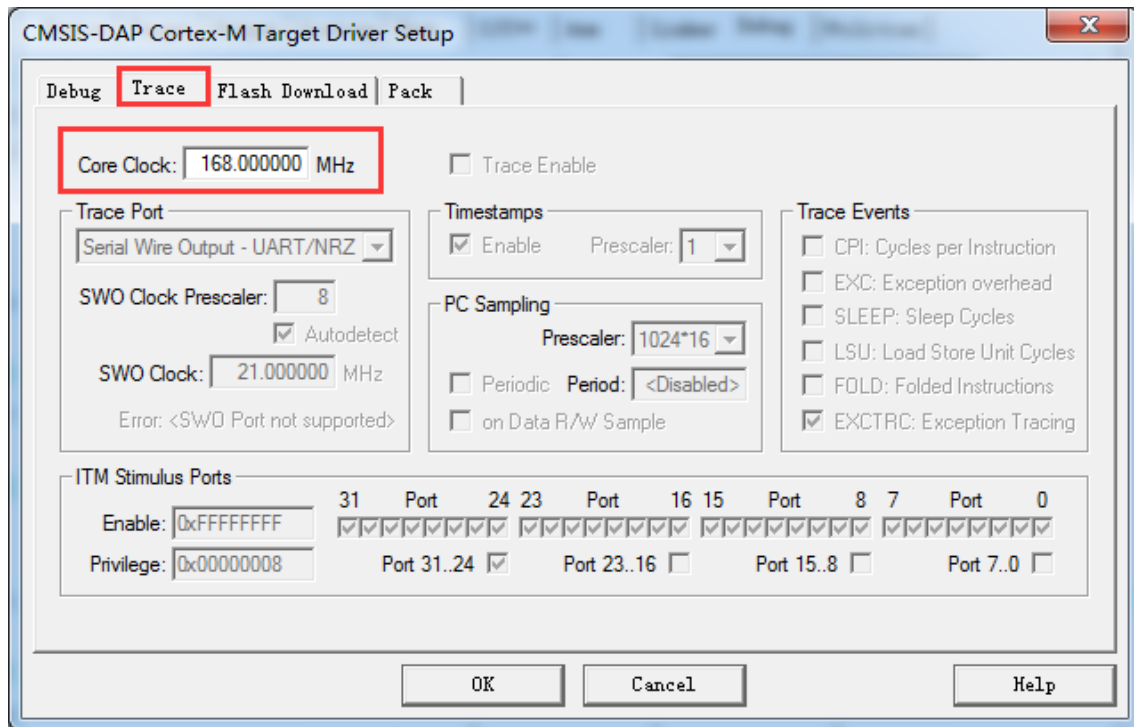 CMSIS-DAP Cortex-M Target Driver Setup
Debug Trace Flash Download Pack
Core Clock: 168.000000 MHz Trace Enable
Trace Port Timestamps Trace Events
Serial Wire Output - UART/NRZ Enable Prescaler: 1 CPI: Cycles per Instruction
EXC: Exception overhead
SWO Clock Prescaler: 8 PC Sampling SLEEP: Sleep Cycles
Autodetect Prescaler: 1024*16 LSU: Load Store Unit Cycles
SWO Clock: 21.000000 MHz Periodic Period: <Disabled> FOLD: Folded Instructions
Error: <SWO Port not supported> on Data R/W Sample EXCTRC: Exception Tracing
ITM Stimulus Ports
31 Port 24 23 Port 16 15 Port 8 7 Port 0
Enable: 0xFFFFFFFF
Privilege: 0x00000008 Port 31..24 Port 23..16 Port 15..8 Port 7..0
OK Cancel Help